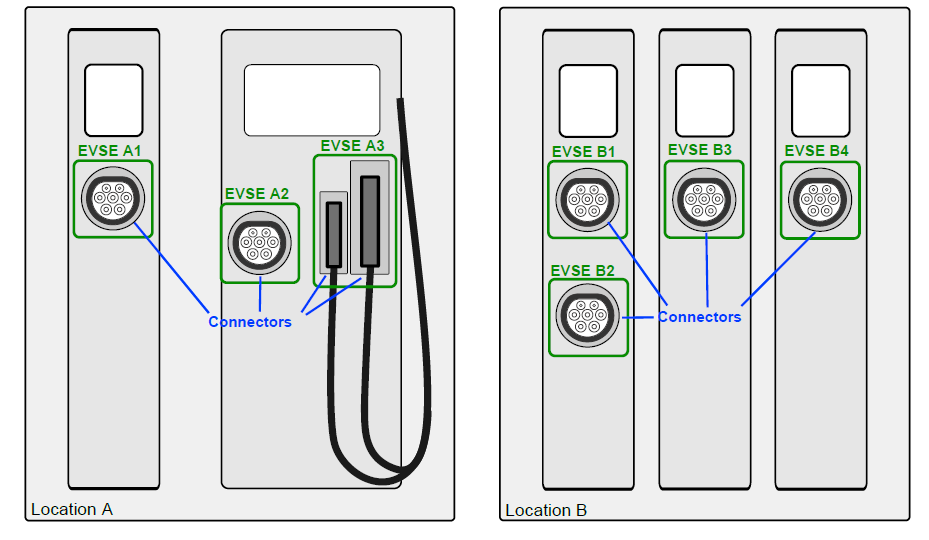 EVSE A1
EVSE A2
EVSE A3
Connectors
Location A
EVSE B1
EVSE B3
EVSE B4
EVSE B2
Connectors
Location B